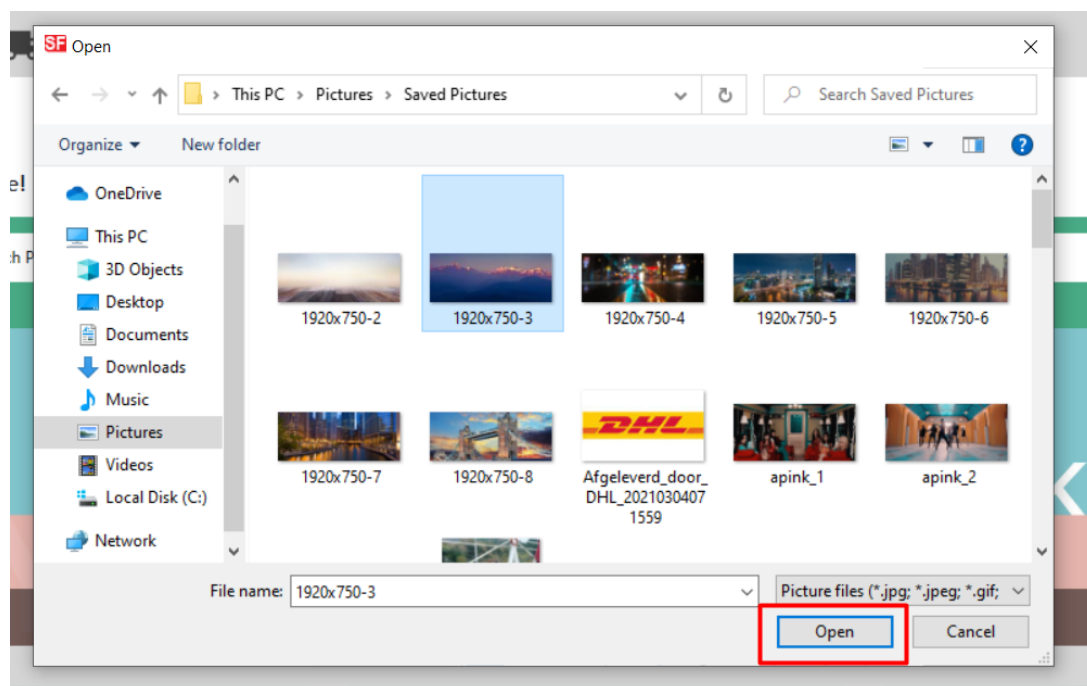 SF Open
This PC > Pictures > Saved Pictures
Search Saved Pictures
Organize
New folder
e!
OneDrive
This PC
h P
3D Objects
Desktop
Documents
Downloads
Music
Pictures
Videos
Local Disk (C:)
Network
1920x750-2
1920x750-3
1920x750-4
1920x750-5
1920x750-6
DHL
1920x750-7
1920x750-8
Afgeleverd_door_
DHL_2021030407
1559
apink_1
apink_2
K
File name: 1920x750-3
Picture files (*.jpg; *.jpeg; *.gif;
Open
Cancel